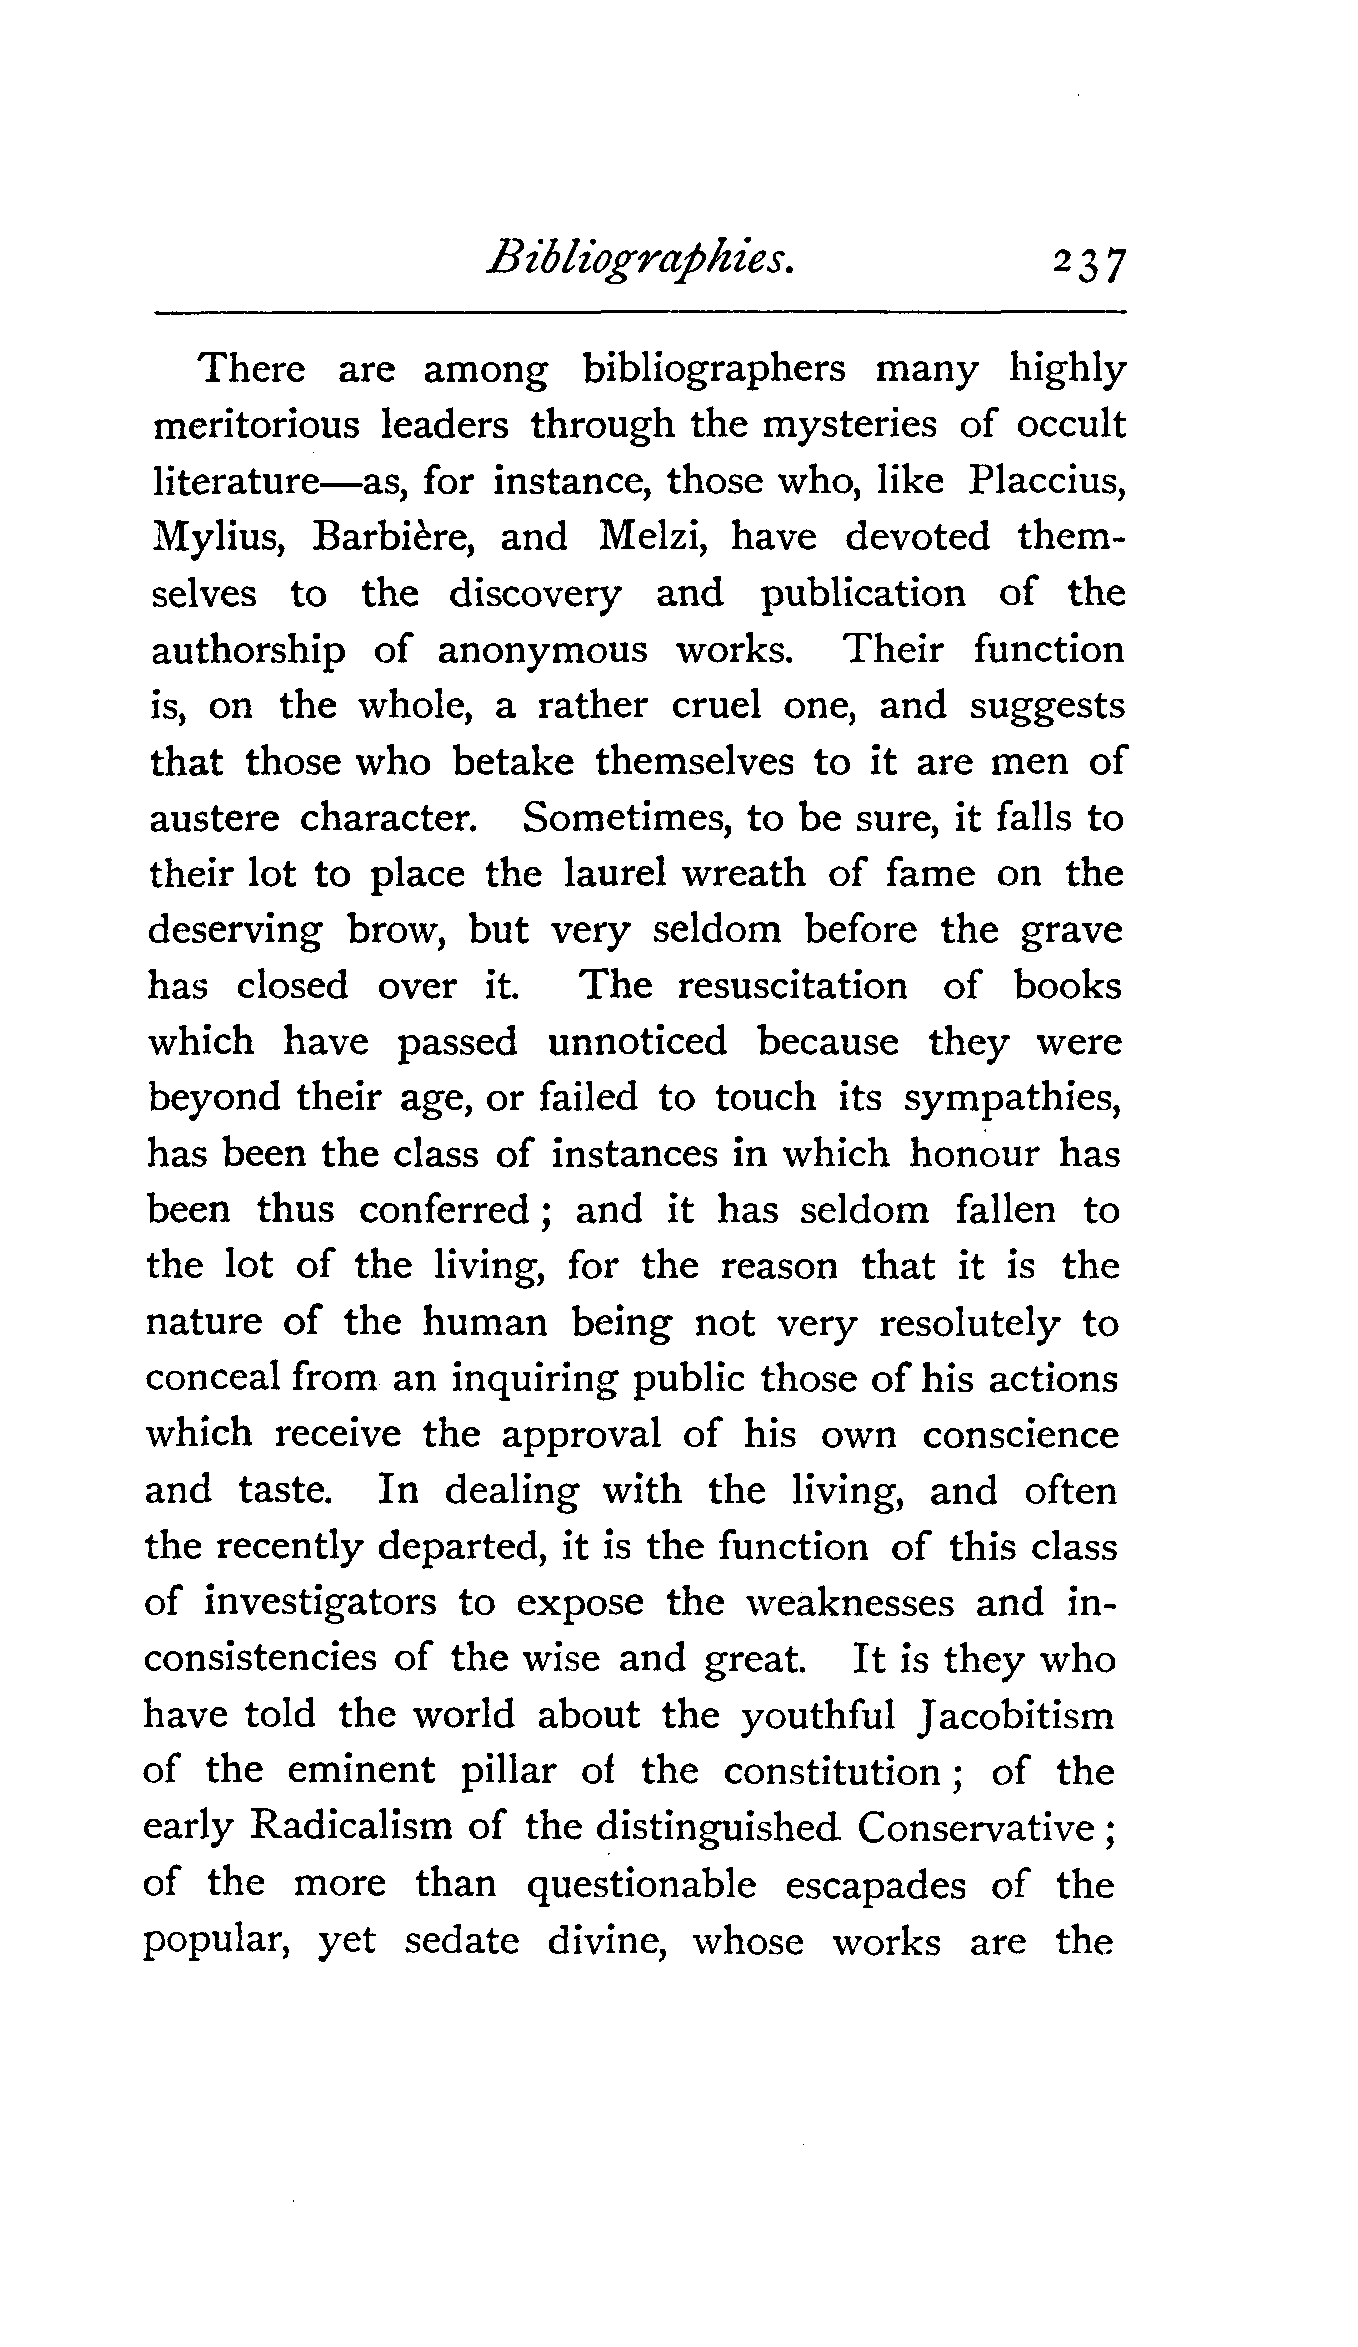 Bibliographies. 237
There are among bibliographers many highly
meritorious leaders through the mysteries of occult
literature—as, for instance, those who, like Placcius,
Mylius, Barbière, and Melzi, have devoted them-
selves to the discovery and publication of the
authorship of anonymous works. Their function
is, on the whole, a rather cruel one, and suggests
that those who betake themselves to it are men of
austere character. Sometimes, to be sure, it falls to
their lot to place the laurel wreath of fame on the
deserving brow, but very seldom before the grave
has closed over it. The resuscitation of books
which have passed unnoticed because they were
beyond their age, or failed to touch its sympathies,
has been the class of instances in which honour has
been thus conferred ; and it has seldom fallen to
the lot of the living, for the reason that it is the
nature of the human being not very resolutely to
conceal from an inquiring public those of his actions
which receive the approval of his own conscience
and taste. In dealing with the living, and often
the recently departed, it is the function of this class
of investigators to expose the weaknesses and in-
consistencies of the wise and great. It is they who
have told the world about the youthful Jacobitism
of the eminent pillar of the constitution ; of the
early Radicalism of the distinguished Conservative ;
of the more than questionable escapades of the
popular, yet sedate divine, whose works are the